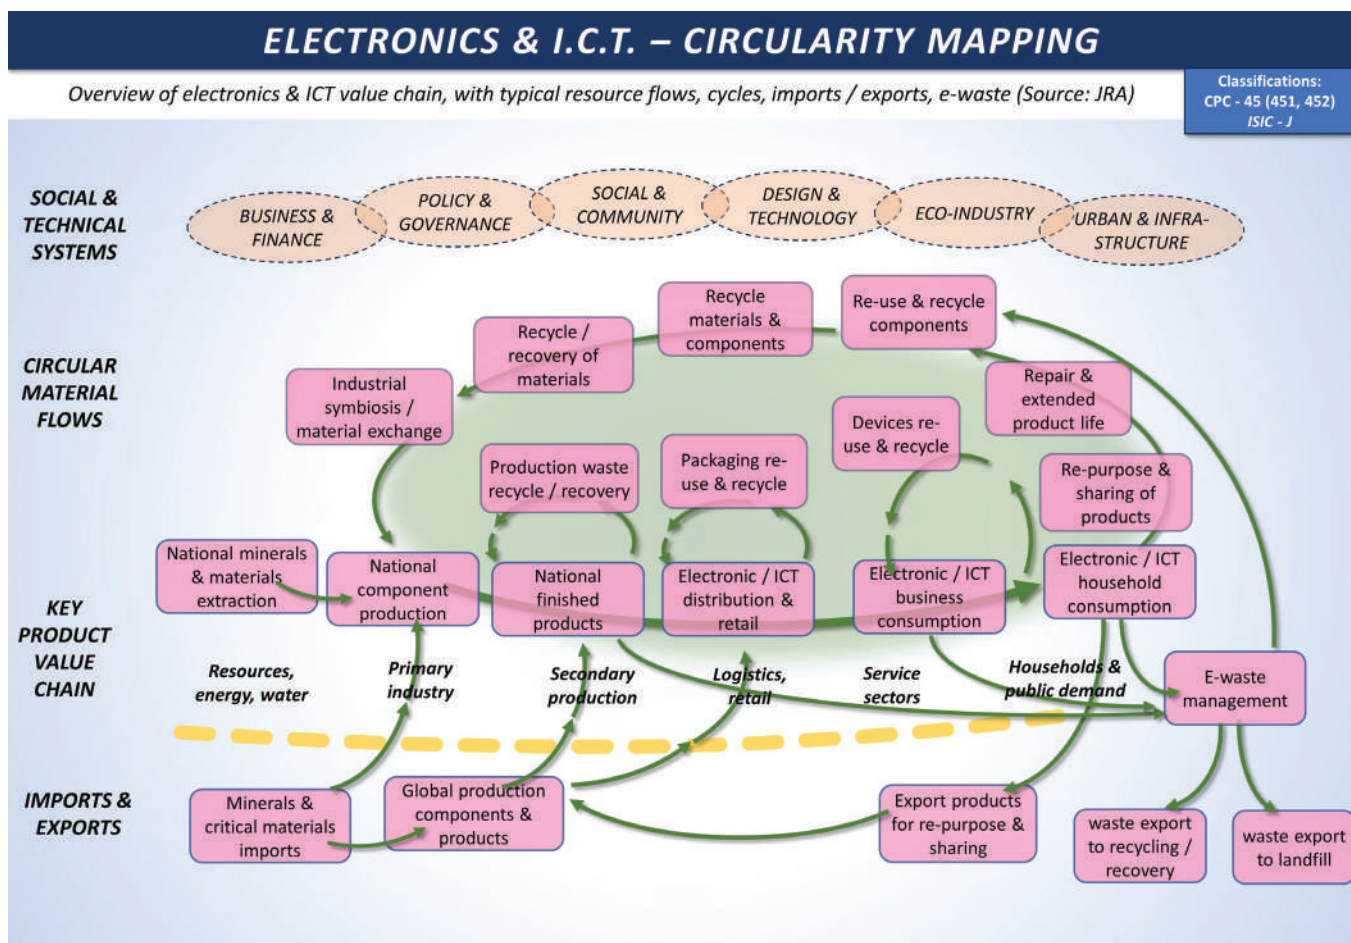 ELECTRONICS & I.C.T. – CIRCULARITY MAPPING
Overview of electronics & ICT value chain, with typical resource flows, cycles, imports / exports, e-waste (Source: JRA)
Classifications:
CPC - 45 (451, 452)
ISIC - J
SOCIAL &
TECHNICAL
SYSTEMS
BUSINESS &
FINANCE
POLICY &
GOVERNANCE
SOCIAL &
COMMUNITY
DESIGN &
TECHNOLOGY
ECO-INDUSTRY
URBAN & INFRA-
STRUCTURE
CIRCULAR
MATERIAL
FLOWS
Industrial
symbiosis /
material exchange
Recycle /
recovery of
materials
Recycle
materials &
components
Re-use & recycle
components
Repair &
extended
product life
Production waste
recycle / recovery
Packaging re-
use & recycle
Devices re-
use & recycle
Re-purpose &
sharing of
products
KEY
PRODUCT
VALUE
CHAIN
National minerals
& materials
extraction
National
component
production
National
finished
products
Electronic / ICT
distribution &
retail
Electronic / ICT
business
consumption
Electronic / ICT
household
consumption
Resources,
energy, water
Primary
industry
Secondary
production
Logistics,
retail
Service
sectors
Households &
public demand
E-waste
management
IMPORTS &
EXPORTS
Minerals &
critical materials
imports
Global production
components &
products
Export products
for re-purpose &
sharing
waste export
to recycling /
recovery
waste export
to landfill